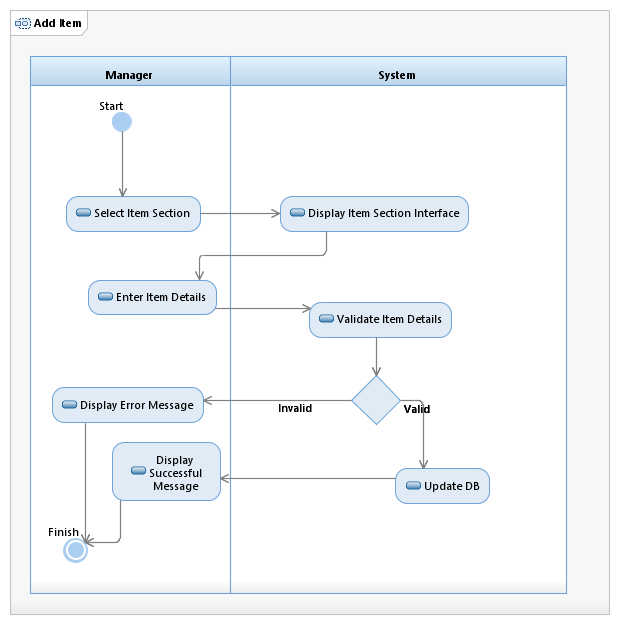 Add Item
Manager
System
Start
Select Item Section
Display Item Section Interface
Enter Item Details
Validate Item Details
Display Error Message
Invalid
Valid
Display
Successful
Message
Update DB
Finish